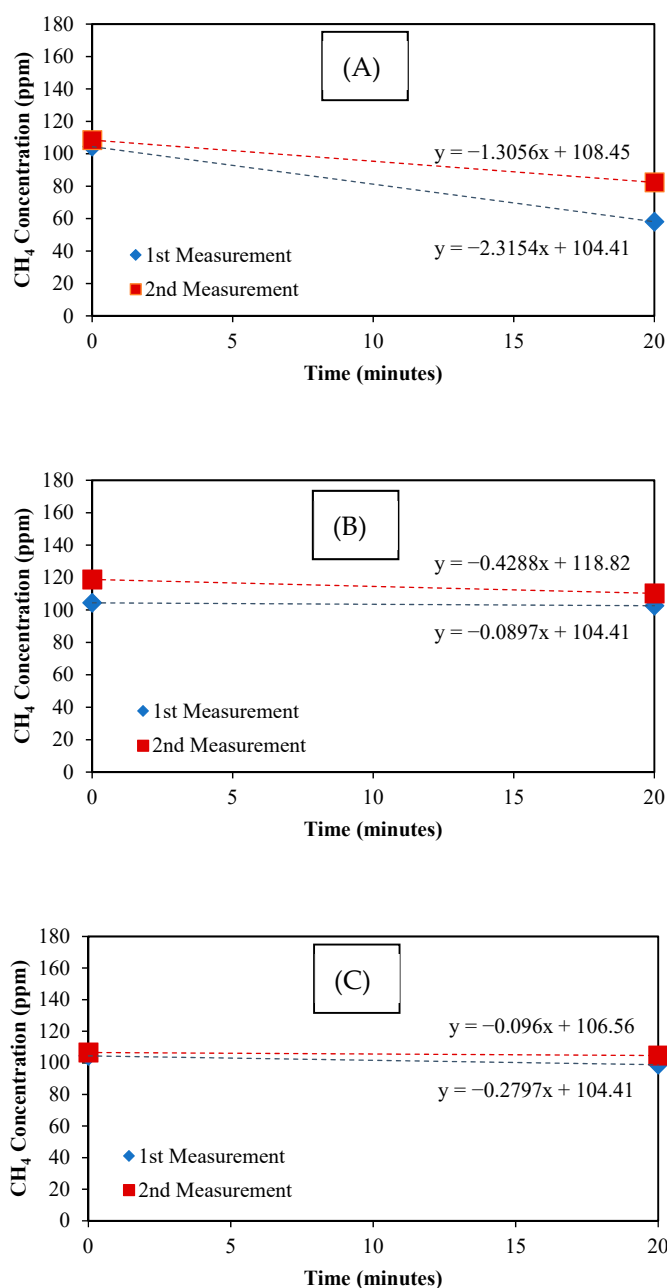 180
160
140
120
100
80
60
40
20
0
CH₄ Concentration (ppm)
(A)
y = −1.3056x + 108.45
y = −2.3154x + 104.41
1st Measurement
2nd Measurement
0 5 10 15 20
Time (minutes)
180
160
140
120
100
80
60
40
20
0
CH₄ Concentration (ppm)
(B)
y = −0.4288x + 118.82
y = −0.0897x + 104.41
1st Measurement
2nd Measurement
0 5 10 15 20
Time (minutes)
180
160
140
120
100
80
60
40
20
0
CH₄ Concentration (ppm)
(C)
y = −0.096x + 106.56
y = −0.2797x + 104.41
1st Measurement
2nd Measurement
0 5 10 15 20
Time (minutes)